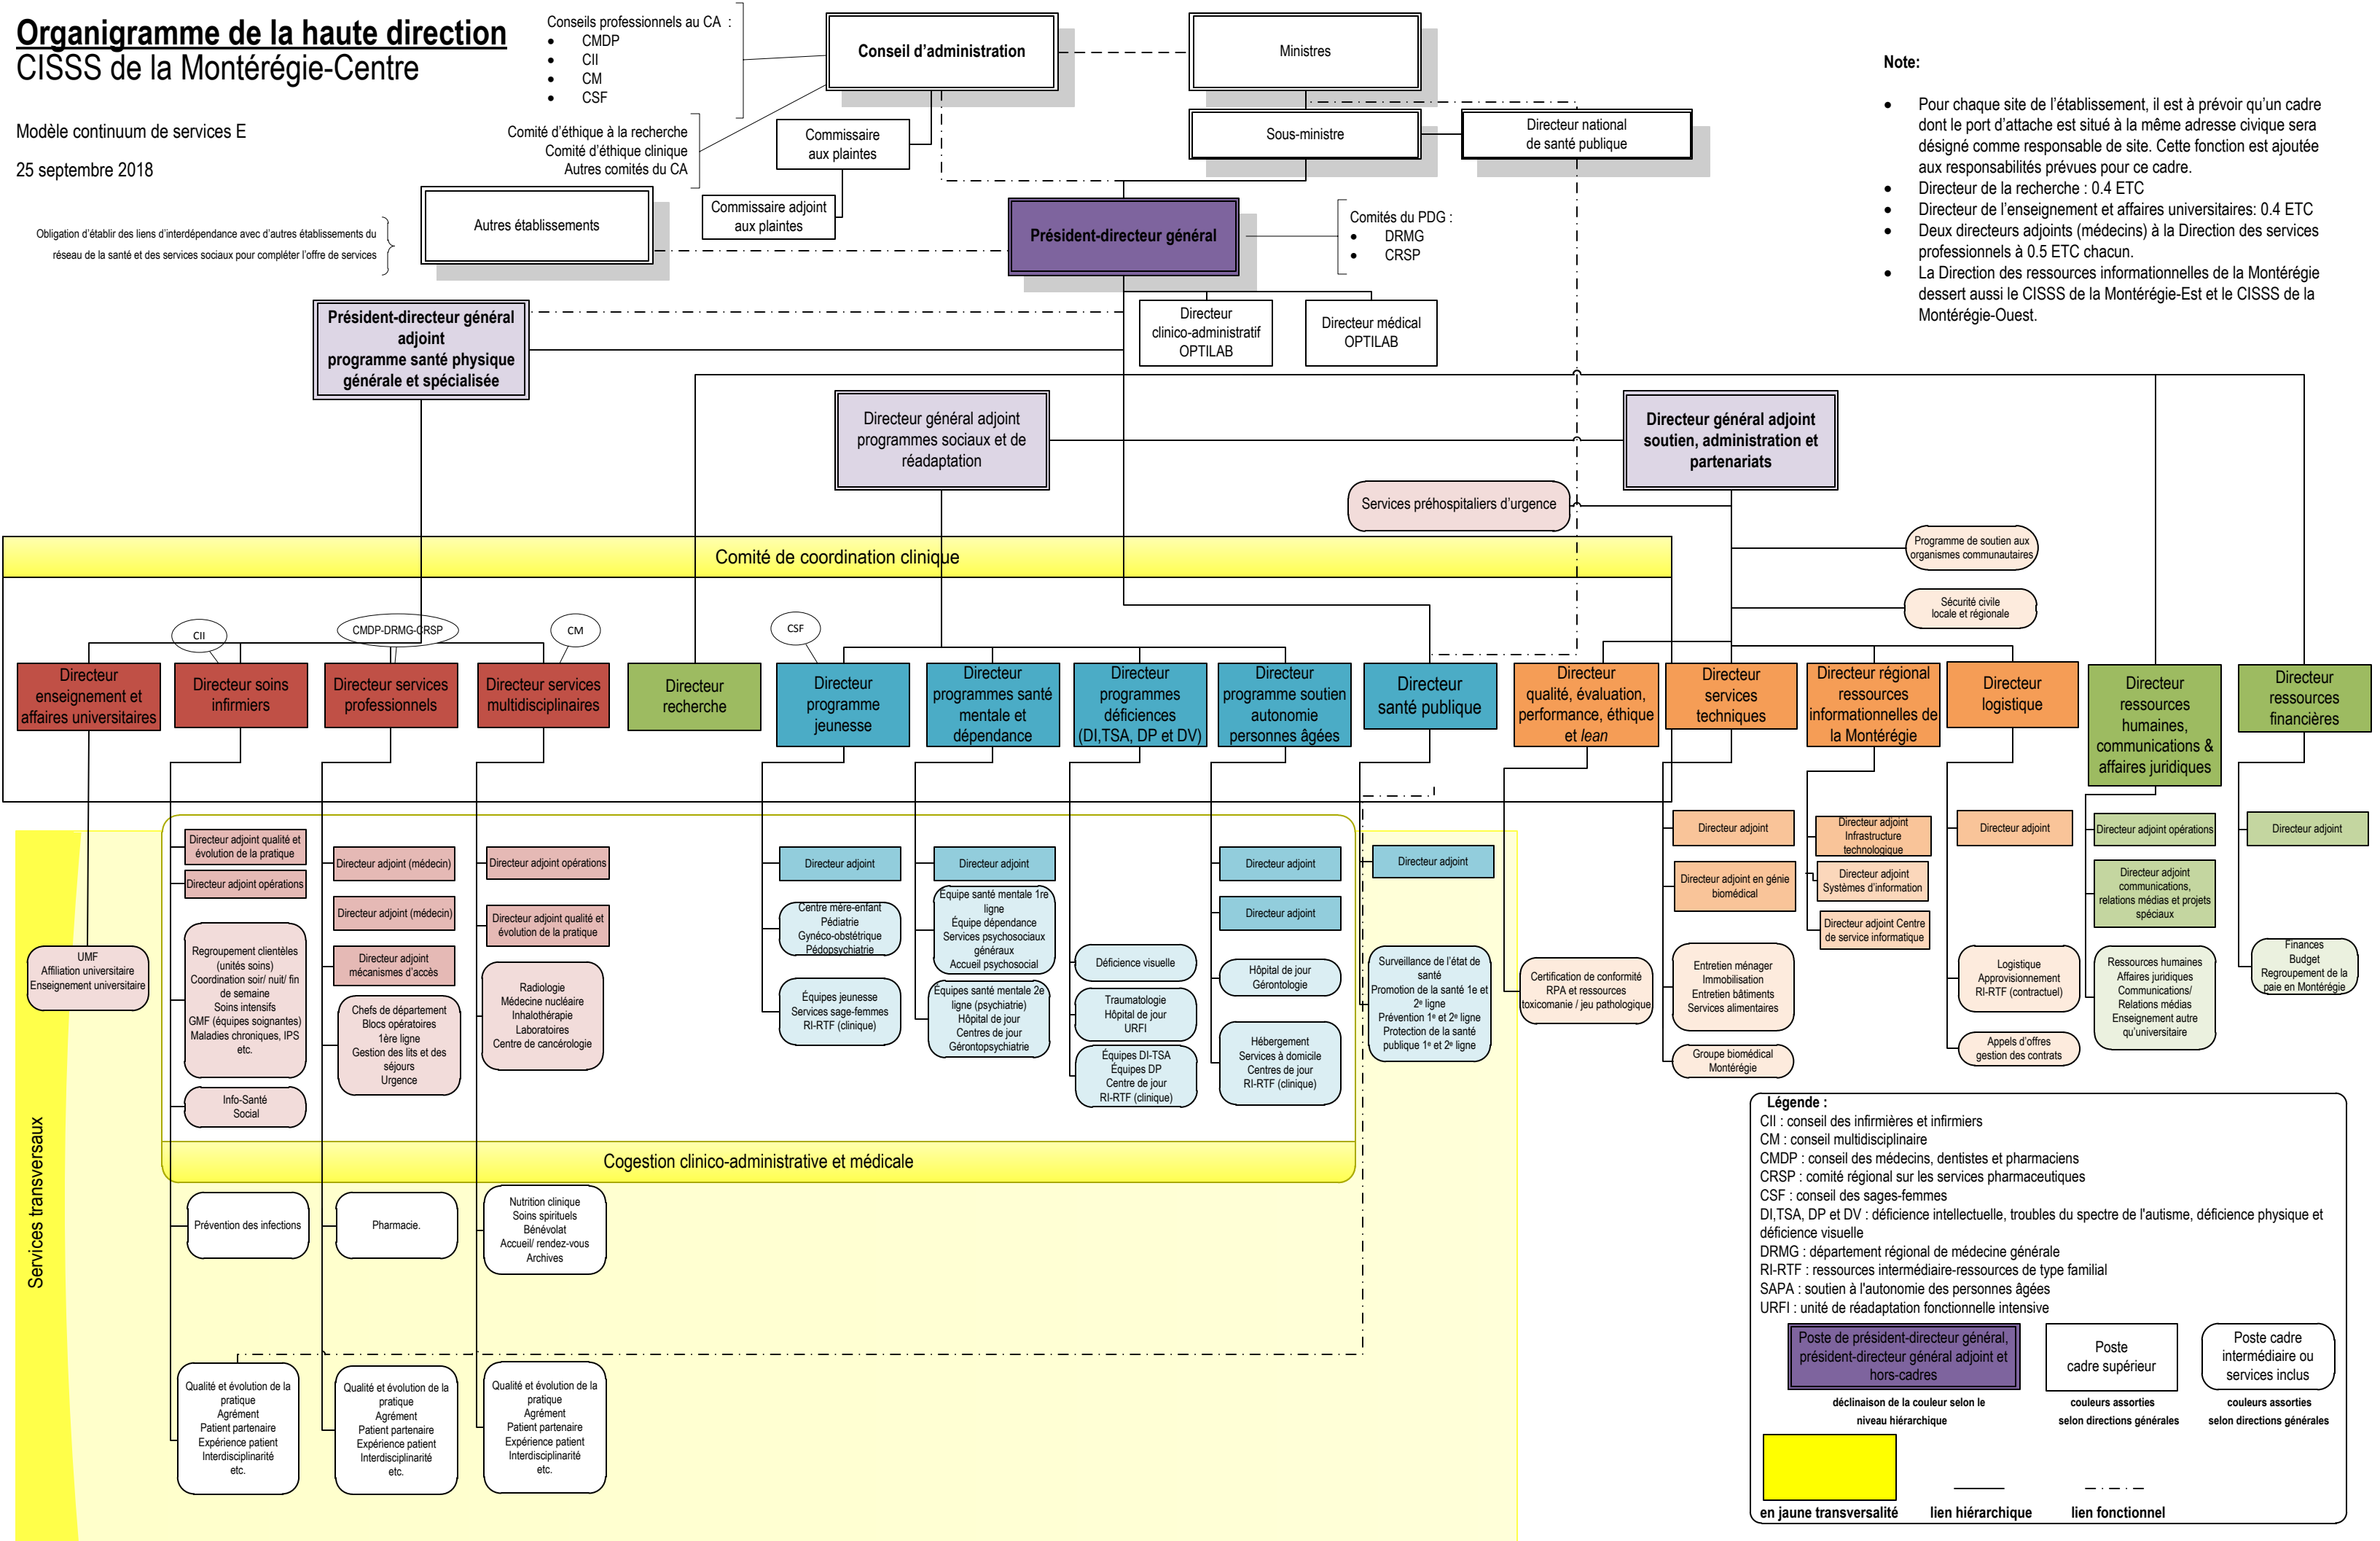 Organigramme de la haute direction
CISSS de la Montérégie-Centre
Modèle continuum de services E
25 septembre 2018
Conseils professionnels au CA :
• CMDP
• CII
• CM
• CSF
Comité d'éthique à la recherche
Comité d'éthique clinique
Autres comités du CA
Conseil d'administration
Ministres
Commissaire
aux plaintes
Sous-ministre
Directeur national
de santé publique
Commissaire adjoint
aux plaintes
Autres établissements
Obligation d'établir des liens d'interdépendance avec d'autres établissements du
réseau de la santé et des services sociaux pour compléter l'offre de services
Président-directeur général
Comités du PDG :
• DRMG
• CRSP
Note:
• Pour chaque site de l'établissement, il est à prévoir qu'un cadre
dont le port d'attache est situé à la même adresse civique sera
désigné comme responsable de site. Cette fonction est ajoutée
aux responsabilités prévues pour ce cadre.
• Directeur de la recherche : 0.4 ETC
• Directeur de l'enseignement et affaires universitaires: 0.4 ETC
• Deux directeurs adjoints (médecins) à la Direction des services
professionnels à 0.5 ETC chacun.
• La Direction des ressources informationnelles de la Montérégie
dessert aussi le CISSS de la Montérégie-Est et le CISSS de la
Montérégie-Ouest.
Président-directeur général
adjoint
programme santé physique
générale et spécialisée
Directeur
clinico-administratif
OPTILAB
Directeur médical
OPTILAB
Directeur général adjoint
programmes sociaux et de
réadaptation
Directeur général adjoint
soutien, administration et
partenariats
Services préhospitaliers d'urgence
Programme de soutien aux
organismes communautaires
Sécurité civile
locale et régionale
Comité de coordination clinique
CII
CMDP-DRMG-CRSP
CM
CSF
Directeur
enseignement et
affaires universitaires
Directeur soins
infirmiers
Directeur services
professionnels
Directeur services
multidisciplinaires
Directeur
recherche
Directeur
programme
jeunesse
Directeur
programmes santé
mentale et
dépendance
Directeur
programmes
déficiences
(DI,TSA, DP et DV)
Directeur
programme soutien
autonomie
personnes âgées
Directeur
santé publique
Directeur
qualité, évaluation,
performance, éthique
et lean
Directeur
services
techniques
Directeur régional
ressources
informationnelles de
la Montérégie
Directeur
logistique
Directeur
ressources
humaines,
communications &
affaires juridiques
Directeur
ressources
financières
UMF
Affiliation universitaire
Enseignement universitaire
Directeur adjoint qualité et
évolution de la pratique
Directeur adjoint opérations
Regroupement clientèles
(unités soins)
Coordination soir/ nuit/ fin
de semaine
Soins intensifs
GMF (équipes soignantes)
Maladies chroniques, IPS
etc.
Info-Santé
Social
Directeur adjoint (médecin)
Directeur adjoint (médecin)
Directeur adjoint
mécanismes d'accès
Chefs de département
Blocs opératoires
1ère ligne
Gestion des lits et des
séjours
Urgence
Directeur adjoint opérations
Directeur adjoint qualité et
évolution de la pratique
Radiologie
Médecine nucléaire
Inhalothérapie
Laboratoires
Centre de cancérologie
Directeur adjoint
Centre mère-enfant
Pédiatrie
Gynéco-obstétrique
Pédopsychiatrie
Équipes jeunesse
Services sage-femmes
RI-RTF (clinique)
Directeur adjoint
Équipe santé mentale 1re
ligne
Équipe dépendance
Services psychosociaux
généraux
Accueil psychosocial
Équipes santé mentale 2e
ligne (psychiatrie)
Hôpital de jour
Centres de jour
Gérontopsychiatrie
Déficience visuelle
Traumatologie
Hôpital de jour
URFI
Équipes DI-TSA
Équipes DP
Centre de jour
RI-RTF (clinique)
Directeur adjoint
Directeur adjoint
Hôpital de jour
Gérontologie
Hébergement
Services à domicile
Centres de jour
RI-RTF (clinique)
Directeur adjoint
Surveillance de l'état de
santé
Promotion de la santé 1e et
2e ligne
Prévention 1e et 2e ligne
Protection de la santé
publique 1e et 2e ligne
Certification de conformité
RPA et ressources
toxicomanie / jeu pathologique
Directeur adjoint
Directeur adjoint en génie
biomédical
Entretien ménager
Immobilisation
Entretien bâtiments
Services alimentaires
Groupe biomédical
Montérégie
Directeur adjoint
Infrastructure
technologique
Directeur adjoint
Systèmes d'information
Directeur adjoint Centre
de service informatique
Directeur adjoint
Logistique
Approvisionnement
RI-RTF (contractuel)
Appels d'offres
gestion des contrats
Directeur adjoint opérations
Directeur adjoint
communications,
relations médias et projets
spéciaux
Ressources humaines
Affaires juridiques
Communications/
Relations médias
Enseignement autre
qu'universitaire
Directeur adjoint
Finances
Budget
Regroupement de la
paie en Montérégie
Cogestion clinico-administrative et médicale
Services transversaux
Prévention des infections
Pharmacie.
Nutrition clinique
Soins spirituels
Bénévolat
Accueil/ rendez-vous
Archives
Qualité et évolution de la
pratique
Agrément
Patient partenaire
Expérience patient
Interdisciplinarité
etc.
Qualité et évolution de la
pratique
Agrément
Patient partenaire
Expérience patient
Interdisciplinarité
etc.
Qualité et évolution de la
pratique
Agrément
Patient partenaire
Expérience patient
Interdisciplinarité
etc.
Légende :
CII : conseil des infirmières et infirmiers
CM : conseil multidisciplinaire
CMDP : conseil des médecins, dentistes et pharmaciens
CRSP : comité régional sur les services pharmaceutiques
CSF : conseil des sages-femmes
DI,TSA, DP et DV : déficience intellectuelle, troubles du spectre de l'autisme, déficience physique et
déficience visuelle
DRMG : département régional de médecine générale
RI-RTF : ressources intermédiaire-ressources de type familial
SAPA : soutien à l'autonomie des personnes âgées
URFI : unité de réadaptation fonctionnelle intensive
Poste de président-directeur général,
président-directeur général adjoint et
hors-cadres
Poste
cadre supérieur
Poste cadre
intermédiaire ou
services inclus
déclinaison de la couleur selon le
niveau hiérarchique
couleurs assorties
selon directions générales
couleurs assorties
selon directions générales
en jaune transversalité
lien hiérarchique
lien fonctionnel